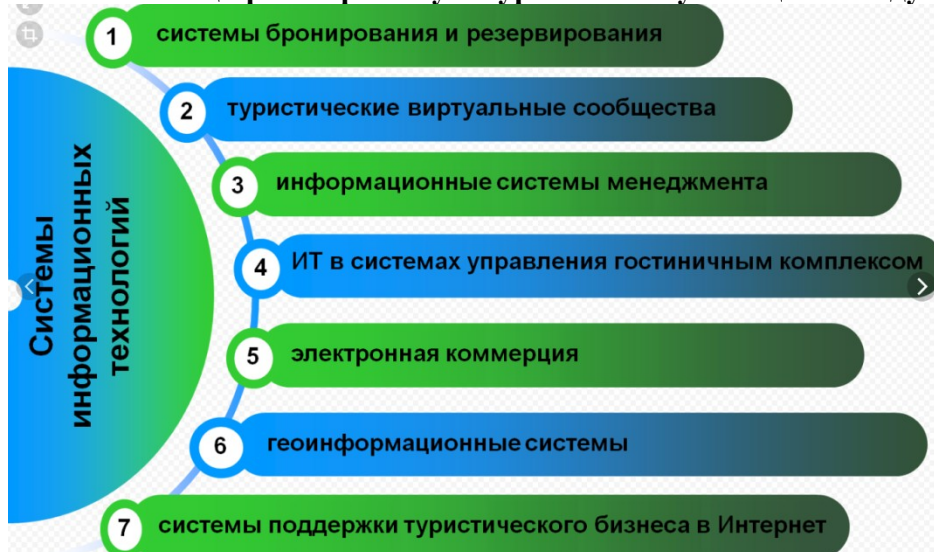 1
системы бронирования и резервирования
2
туристические виртуальные сообщества
3
информационные системы менеджмента
Системы
информационных
технологий
4
ИТ в системах управления гостиничным комплексом
5
электронная коммерция
6
геоинформационные системы
7
системы поддержки туристического бизнеса в Интернет